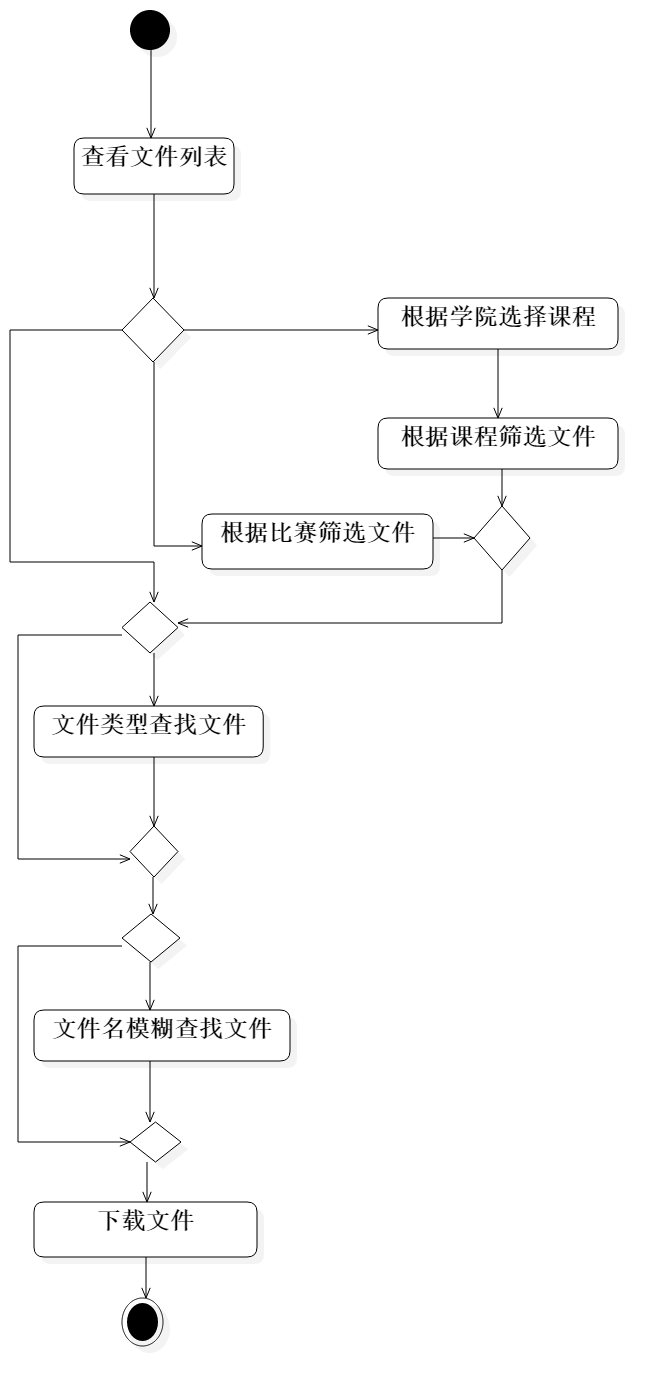 查看文件列表
根据学院选择课程
根据课程筛选文件
根据比赛筛选文件
文件类型查找文件
文件名模糊查找文件
下载文件